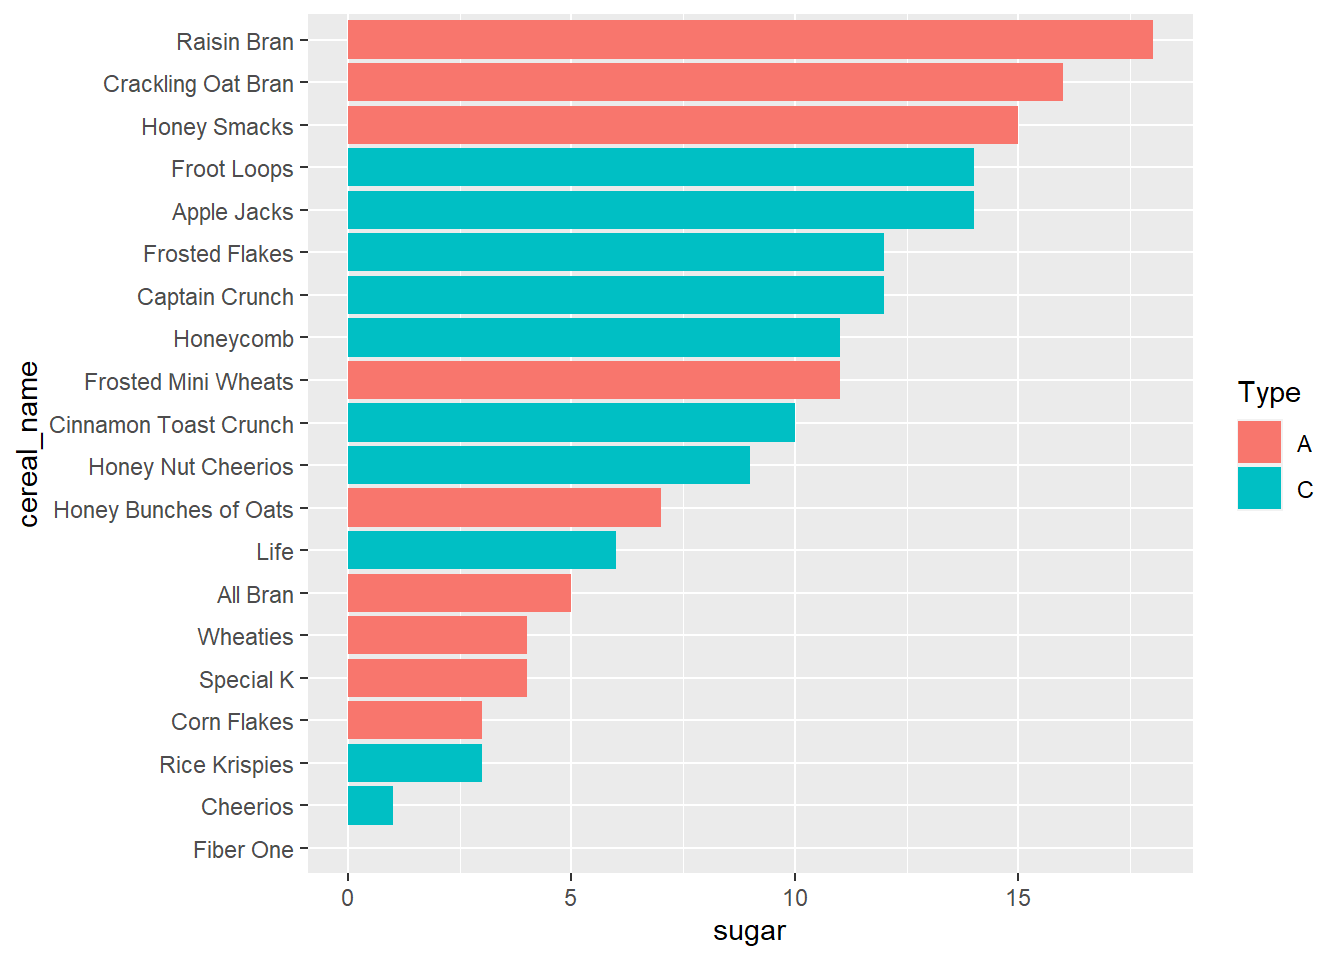 Raisin Bran
Crackling Oat Bran
Honey Smacks
Froot Loops
Apple Jacks
Frosted Flakes
Captain Crunch
Honeycomb
Frosted Mini Wheats
Cinnamon Toast Crunch
Honey Nut Cheerios
Honey Bunches of Oats
Life
All Bran
Wheaties
Special K
Corn Flakes
Rice Krispies
Cheerios
Fiber One
cereal_name
0 5 10 15
sugar
Type
A
C